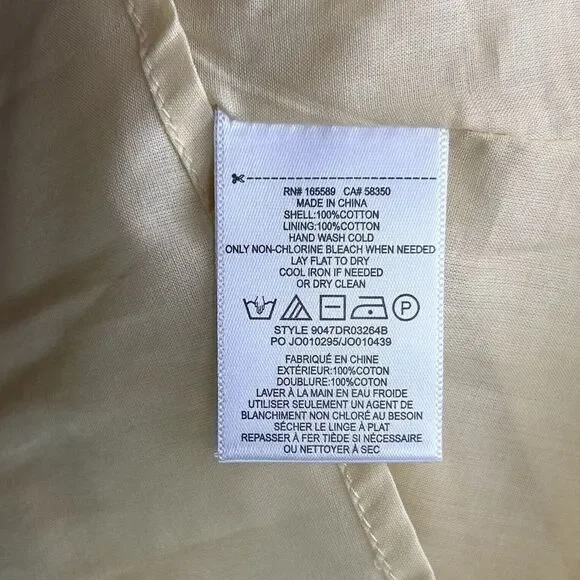 RN# 165589 CA# 58350
MADE IN CHINA
SHELL:100%COTTON
LINING:100%COTTON
HAND WASH COLD
ONLY NON-CHLORINE BLEACH WHEN NEEDED
LAY FLAT TO DRY
COOL IRON IF NEEDED
OR DRY CLEAN
P
STYLE 9047DR03264B
PO JO010295/JO010439
FABRIQUÉ EN CHINE
EXTÉRIEUR:100%COTON
DOUBLURE:100%COTON
LAVER À LA MAIN EN EAU FROIDE
UTILISER SEULEMENT UN AGENT DE
BLANCHIMENT NON CHLORÉ AU BESOIN
SÉCHER LE LINGE À PLAT
REPASSER À FER TIÈDE SI NÉCESSAIRE
OU NETTOYER À SEC